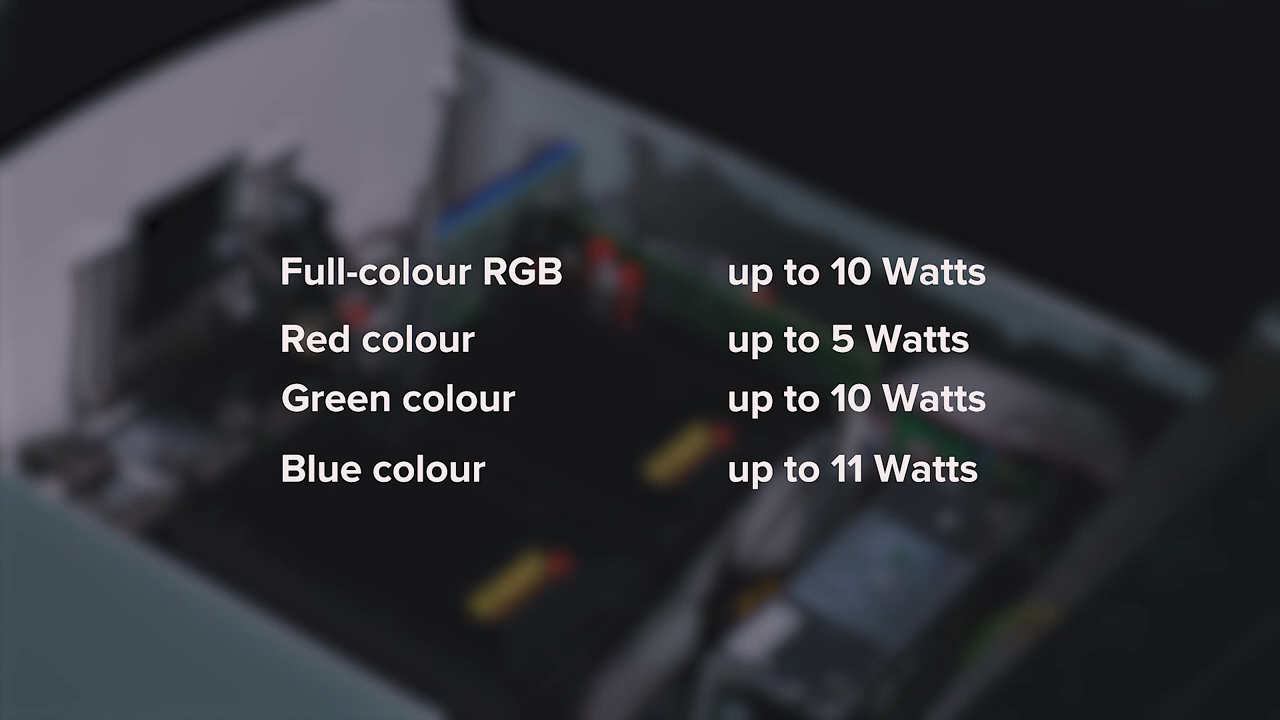 Full-colour RGB up to 10 Watts
Red colour up to 5 Watts
Green colour up to 10 Watts
Blue colour up to 11 Watts